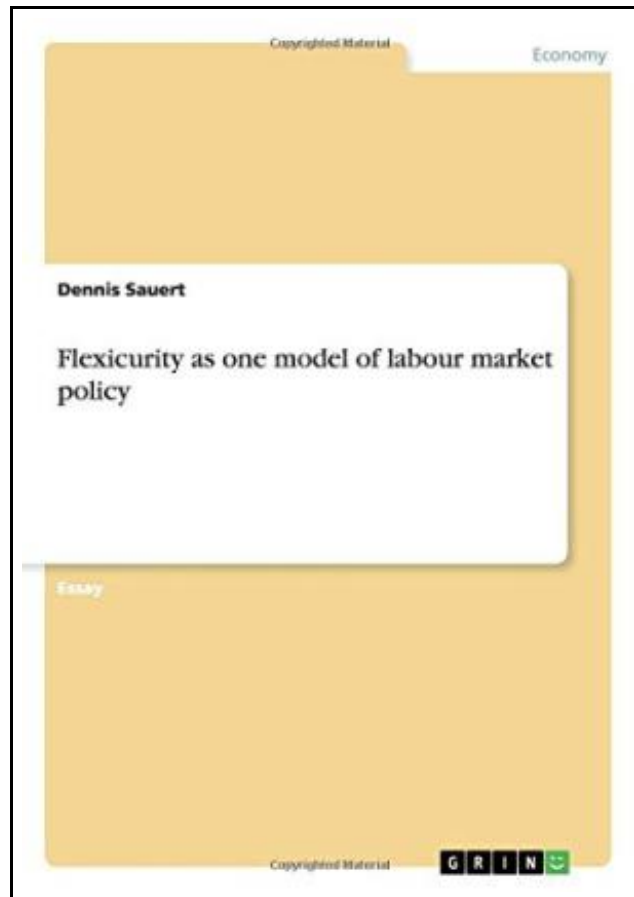 Copyrighted Material
Economy
Dennis Sauert
Flexicurity as one model of labour market
policy
Essay
Copyrighted Material
GRIN